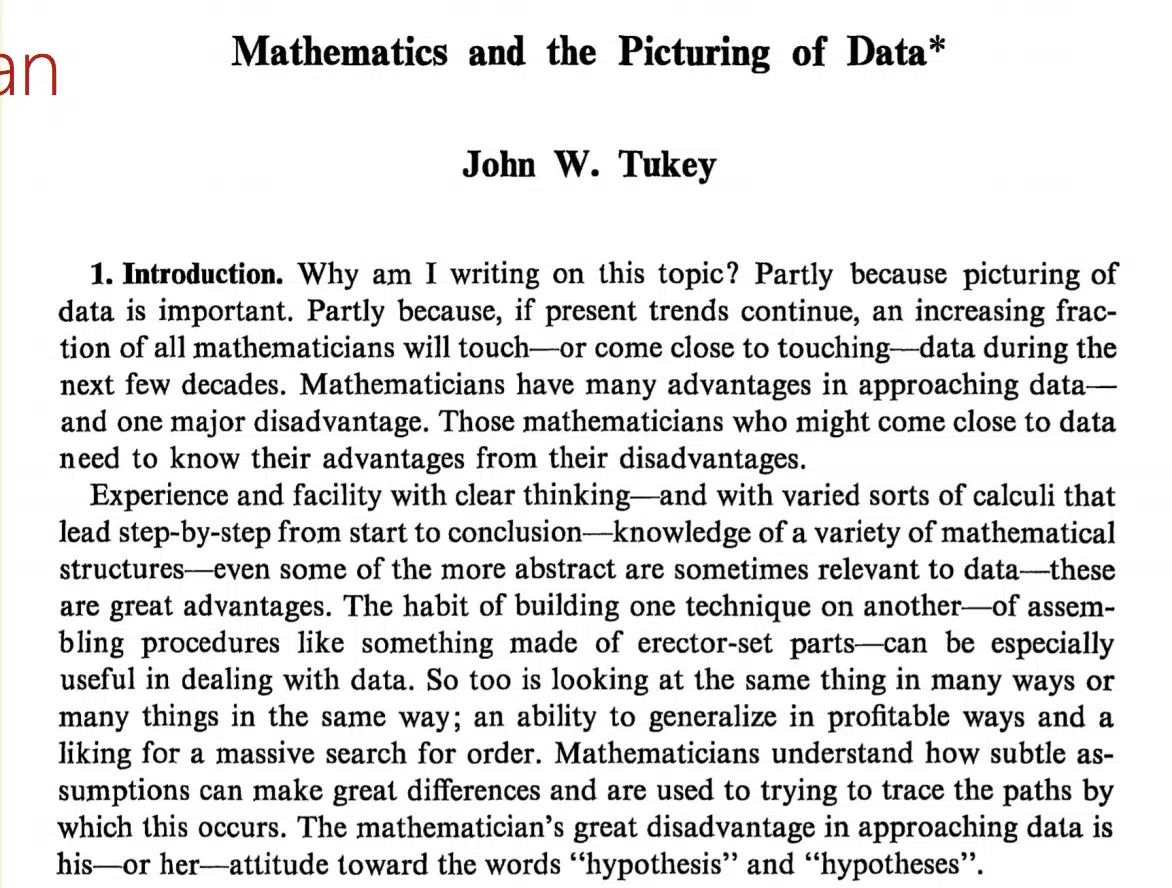 an
Mathematics and the Picturing of Data*
John W. Tukey
1. Introduction. Why am I writing on this topic? Partly because picturing of
data is important. Partly because, if present trends continue, an increasing frac-
tion of all mathematicians will touch—or come close to touching—data during the
next few decades. Mathematicians have many advantages in approaching data—
and one major disadvantage. Those mathematicians who might come close to data
need to know their advantages from their disadvantages.
Experience and facility with clear thinking—and with varied sorts of calculi that
lead step-by-step from start to conclusion—knowledge of a variety of mathematical
structures—even some of the more abstract are sometimes relevant to data—these
are great advantages. The habit of building one technique on another—of assem-
bling procedures like something made of erector-set parts—can be especially
useful in dealing with data. So too is looking at the same thing in many ways or
many things in the same way; an ability to generalize in profitable ways and a
liking for a massive search for order. Mathematicians understand how subtle as-
sumptions can make great differences and are used to trying to trace the paths by
which this occurs. The mathematician's great disadvantage in approaching data is
his—or her—attitude toward the words “hypothesis” and “hypotheses”.